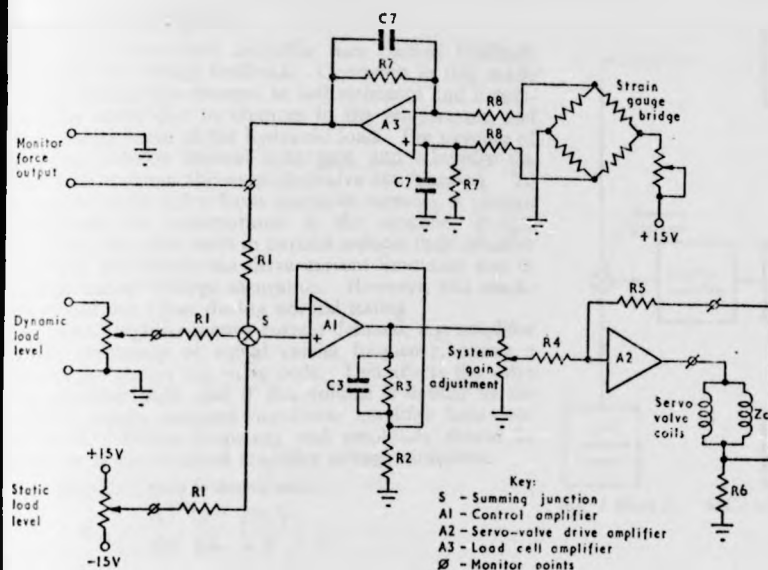 C7
R7
R8
A3
-
+
R8
C7
R7
Strain
gauge
bridge
+15V
Monitor
force
output
R1
Dynamic
load
level
R1
S
-
+
A1
C3
R3
R2
System
gain
adjustment
R4
R5
A2
Servo
valve
coils
Zc
R6
+15V
Static
load
level
R1
-15V
Key:
S - Summing junction
A1 - Control amplifier
A2 - Servo-valve drive amplifier
A3 - Load cell amplifier
Ø - Monitor points